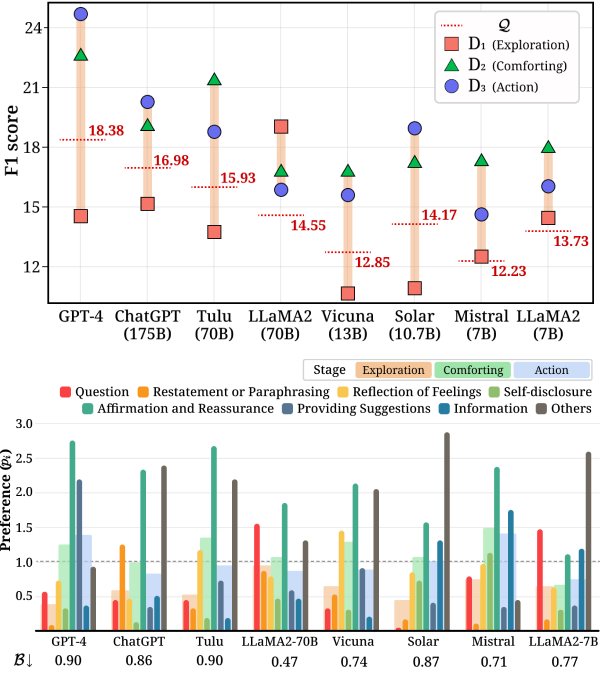 24
21
18
15
12
F1 score
𝒬
D₁ (Exploration)
D₂ (Comforting)
D₃ (Action)
18.38
16.98
15.93
14.55
12.85
14.17
12.23
13.73
GPT-4 ChatGPT Tulu LLaMA2 Vicuna Solar Mistral LLaMA2
(175B) (70B) (70B) (13B) (10.7B) (7B) (7B)
Stage Exploration Comforting Action
Question Restatement or Paraphrasing Reflection of Feelings Self-disclosure
Affirmation and Reassurance Providing Suggestions Information Others
Preference (pᵢ)
3.0
2.5
2.0
1.5
1.0
0.5
GPT-4 ChatGPT Tulu LLaMA2-70B Vicuna Solar Mistral LLaMA2-7B
ℬ↓ 0.90 0.86 0.90 0.47 0.74 0.87 0.71 0.77